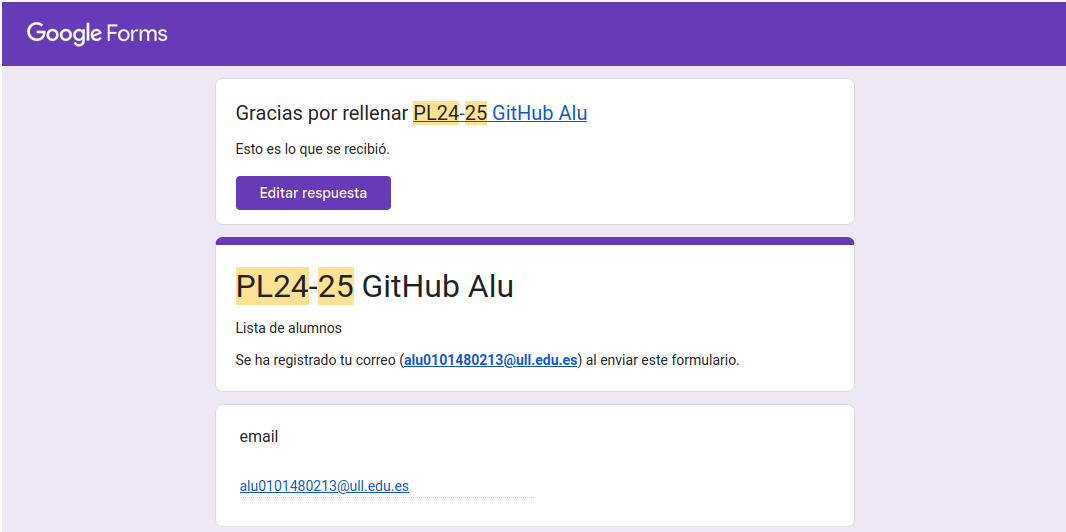 Google Forms
Gracias por rellenar PL24-25 GitHub Alu
Esto es lo que se recibió.
Editar respuesta
PL24-25 GitHub Alu
Lista de alumnos
Se ha registrado tu correo (alu0101480213@ull.edu.es) al enviar este formulario.
email
alu0101480213@ull.edu.es